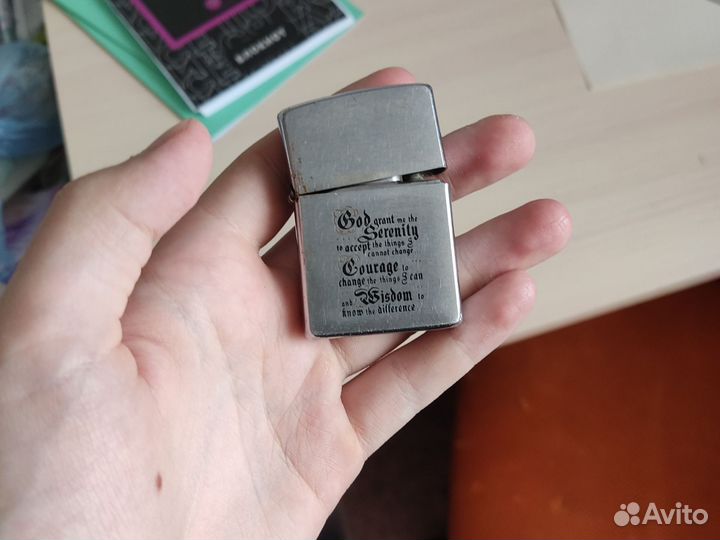 God grant me the
Serenity
to accept the things I
cannot change
Courage to
change the things I can
and Wisdom to
know the difference
Avito